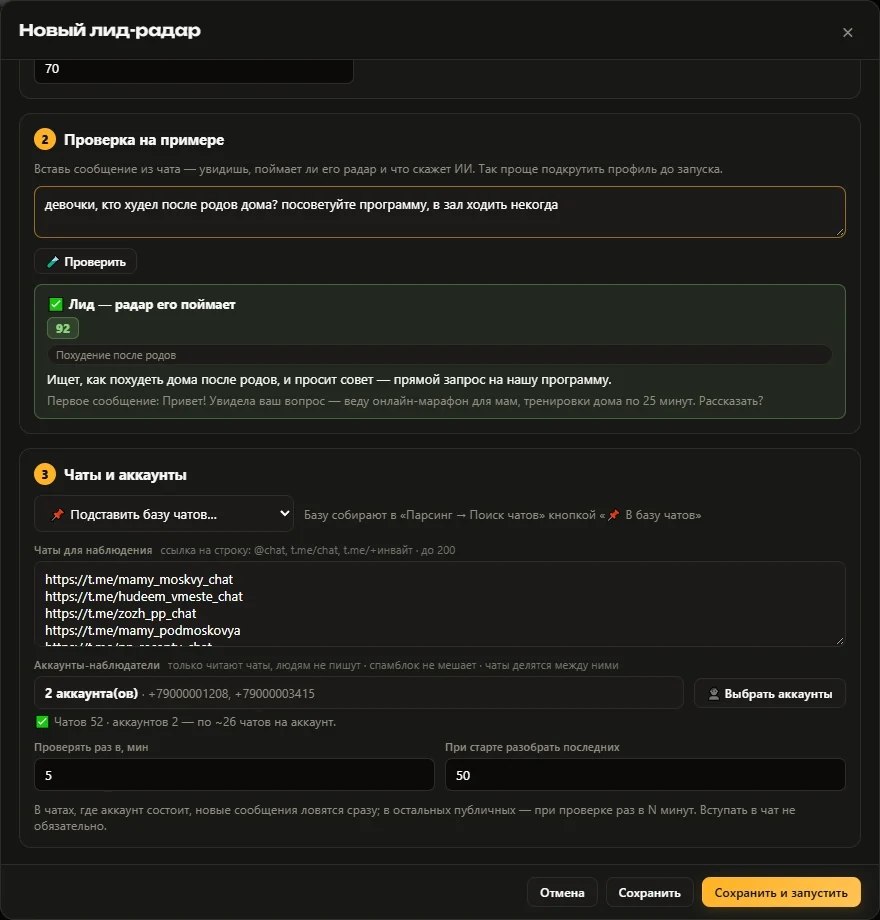 Новый лид-радар
×
70
2 Проверка на примере
Вставь сообщение из чата — увидишь, поймает ли его радар и что скажет ИИ. Так проще подкрутить профиль до запуска.
девочки, кто худел после родов дома? посоветуйте программу, в зал ходить некогда
Проверить
✅ Лид — радар его поймает
92
Похудение после родов
Ищет, как похудеть дома после родов, и просит совет — прямой запрос на нашу программу.
Первое сообщение: Привет! Увидела ваш вопрос — веду онлайн-марафон для мам, тренировки дома по 25 минут. Рассказать?
3 Чаты и аккаунты
📌 Подставить базу чатов... Базу собирают в «Парсинг → Поиск чатов» кнопкой «📌 В базу чатов»
Чаты для наблюдения ссылка на строку: @chat, t.me/chat, t.me/+инвайт · до 200
https://t.me/mamy_moskvy_chat
https://t.me/hudeem_vmeste_chat
https://t.me/zozh_pp_chat
https://t.me/mamy_podmoskovya
Аккаунты-наблюдатели только читают чаты, людям не пишут · спамблок не мешает · чаты делятся между ними
2 аккаунта(ов) · +79000001208, +79000003415 Выбрать аккаунты
✅ Чатов 52 · аккаунтов 2 — по ~26 чатов на аккаунт.
Проверять раз в, мин При старте разобрать последних
5 50
В чатах, где аккаунт состоит, новые сообщения ловятся сразу; в остальных публичных — при проверке раз в N минут. Вступать в чат не
обязательно.
Отмена Сохранить Сохранить и запустить